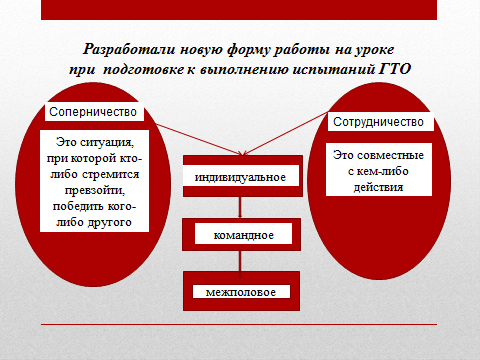 Разработали новую форму работы на уроке
при подготовке к выполнению испытаний ГТО
Соперничество
Это ситуация,
при которой кто-
либо стремится
превзойти,
победить кого-
либо другого
Сотрудничество
Это совместные
с кем-либо
действия
индивидуальное
командное
межполовое